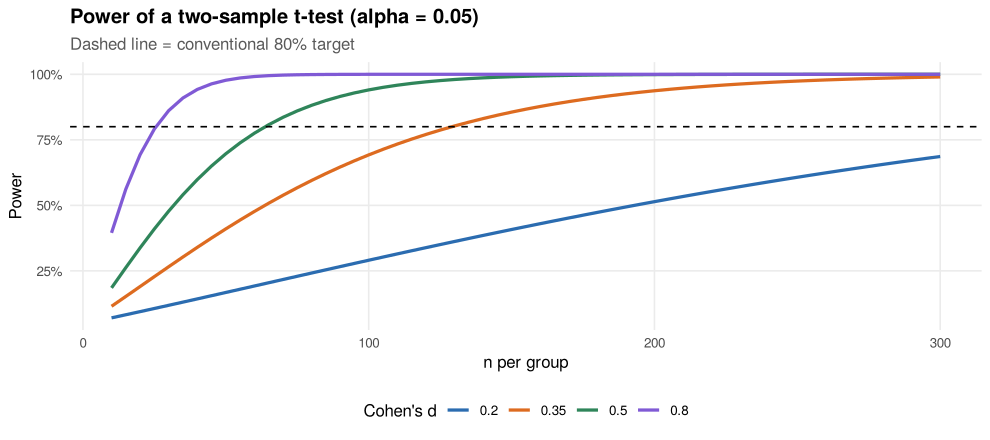 Power of a two-sample t-test (alpha = 0.05)
Dashed line = conventional 80% target
100%
75%
50%
25%
Power
0 100 200 300
n per group
Cohen's d 0.2 0.35 0.5 0.8